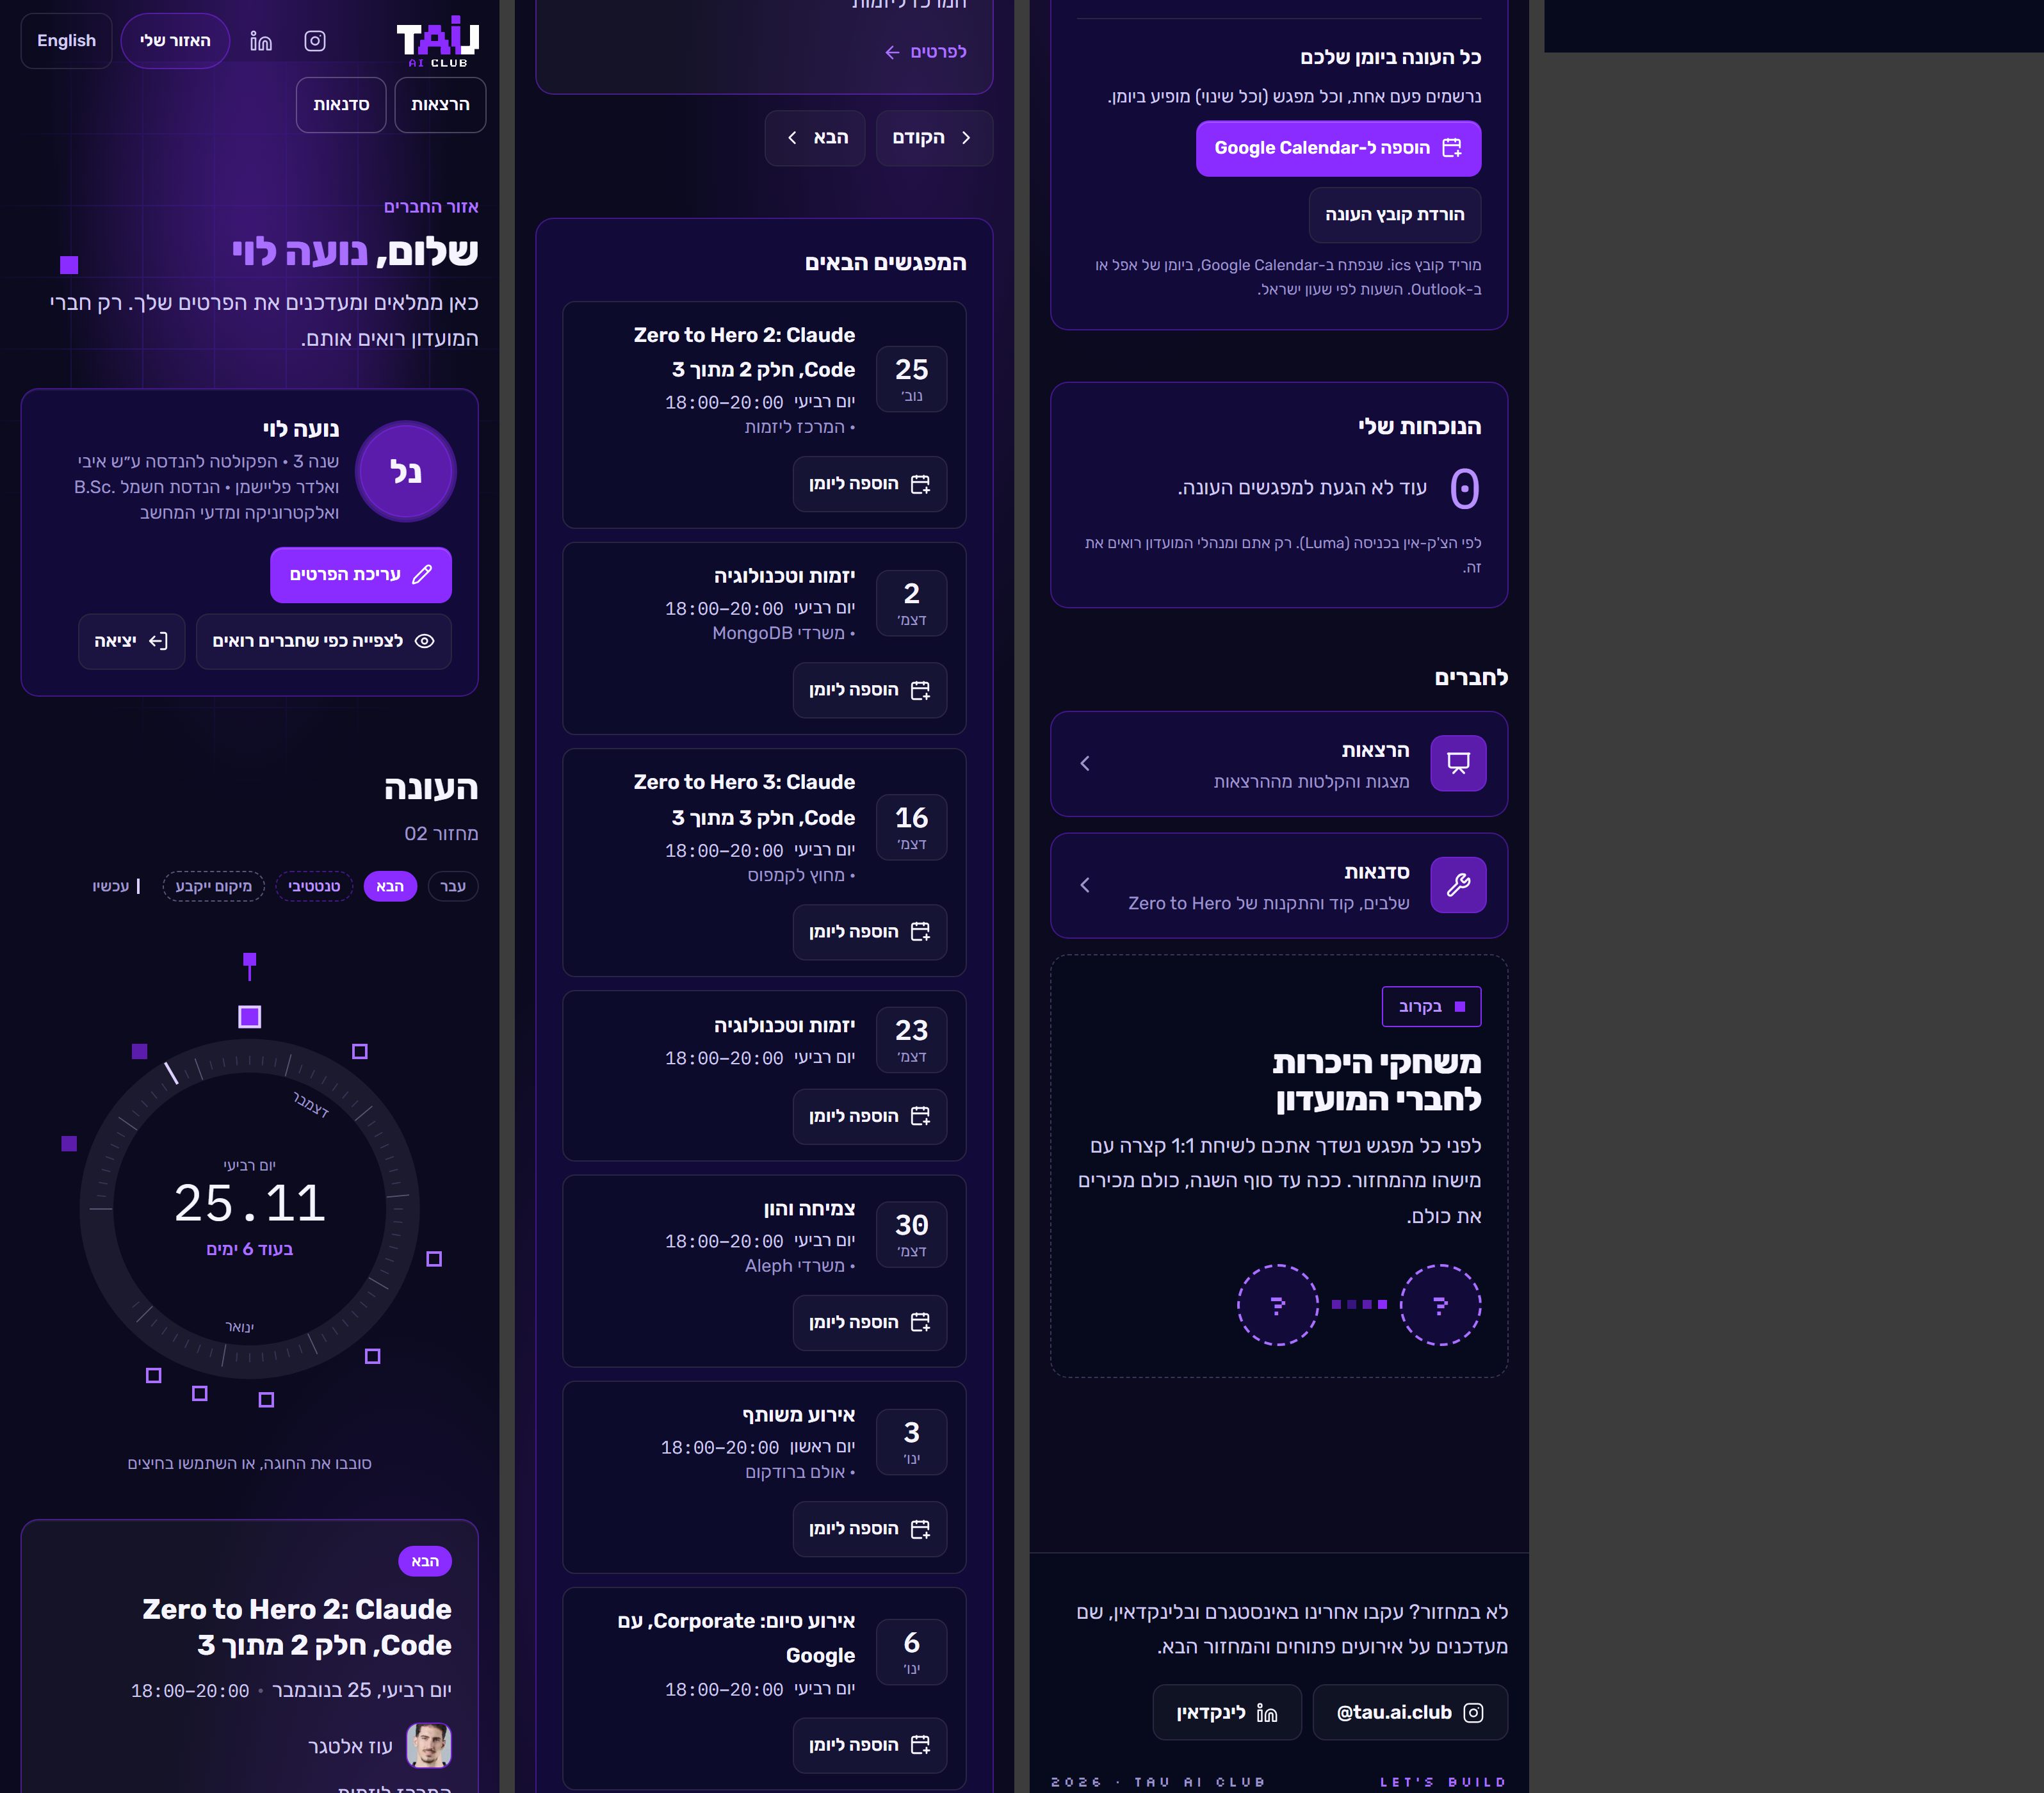 TAU
AI CLUB
האזור שלי
English
הרצאות
סדנאות
אזור החברים
שלום, נועה לוי
כאן ממלאים ומעדכנים את הפרטים שלך. רק חברי
המועדון רואים אותם.
נל
נועה לוי
שנה 3 • הפקולטה להנדסה ע״ש איבי
ואלדר פליישמן • הנדסת חשמל B.Sc.
ואלקטרוניקה ומדעי המחשב
עריכת הפרטים
לצפייה כפי שחברים רואים
יציאה
העונה
מחזור 02
עבר
הבא
טנטטיבי
מיקום ייקבע
עכשיו
דצמבר
יום רביעי
25.11
בעוד 6 ימים
ינואר
סובבו את החוגה, או השתמשו בחיצים
הבא
Zero to Hero 2: Claude
Code, חלק 2 מתוך 3
יום רביעי, 25 בנובמבר • 18:00–20:00
עוז אלטגר
המרכז ליזמות
לפרטים ←
הקודם
הבא
המפגשים הבאים
25 נוב׳
Zero to Hero 2: Claude
Code, חלק 2 מתוך 3
יום רביעי 18:00–20:00
• המרכז ליזמות
הוספה ליומן
2 דצמ׳
יזמות וטכנולוגיה
יום רביעי 18:00–20:00
• משרדי MongoDB
הוספה ליומן
16 דצמ׳
Zero to Hero 3: Claude
Code, חלק 3 מתוך 3
יום רביעי 18:00–20:00
• מחוץ לקמפוס
הוספה ליומן
23 דצמ׳
יזמות וטכנולוגיה
יום רביעי 18:00–20:00
הוספה ליומן
30 דצמ׳
צמיחה והון
יום רביעי 18:00–20:00
• משרדי Aleph
הוספה ליומן
3 ינו׳
אירוע משותף
יום ראשון 18:00–20:00
• אולם ברודקום
הוספה ליומן
6 ינו׳
אירוע סיום: Corporate, עם
Google
יום רביעי 18:00–20:00
הוספה ליומן
כל העונה ביומן שלכם
נרשמים פעם אחת, וכל מפגש (וכל שינוי) מופיע ביומן.
הוספה ל-Google Calendar
הורדת קובץ העונה
מוריד קובץ ics. שנפתח ב-Google Calendar, ביומן של אפל או
ב-Outlook. השעות לפי שעון ישראל.
הנוכחות שלי
0
עוד לא הגעת למפגשים העונה.
לפי הצ'ק-אין בכניסה (Luma). רק אתם ומנהלי המועדון רואים את
זה.
לחברים
הרצאות
מצגות והקלטות מההרצאות
סדנאות
שלבים, קוד והתקנות של Zero to Hero
בקרוב
משחקי היכרות
לחברי המועדון
לפני כל מפגש נשדך אתכם לשיחת 1:1 קצרה עם
מישהו מהמחזור. ככה עד סוף השנה, כולם מכירים
את כולם.
? ?
לא במחזור? עקבו אחרינו באינסטגרם ובלינקדאין, שם
מעדכנים על אירועים פתוחים והמחזור הבא.
@tau.ai.club
לינקדאין
LET'S BUILD
2026 · TAU AI CLUB